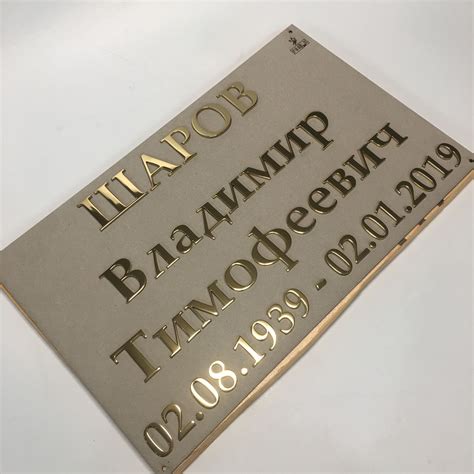 ШАРОВ
Владимир
Тимофеевич
02.08.1939 - 02.01.2019